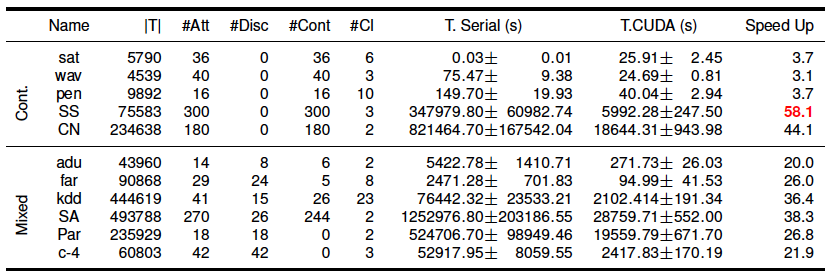 Name |T| #Att #Disc #Cont #Cl T. Serial (s) T.CUDA (s) Speed Up
Cont.
sat 5790 36 0 36 6 0.03± 0.01 25.91± 2.45 3.7
wav 4539 40 0 40 3 75.47± 9.38 24.69± 0.81 3.1
pen 9892 16 0 16 10 149.70± 19.93 40.04± 2.94 3.7
SS 75583 300 0 300 3 347979.80± 60982.74 5992.28±247.50 58.1
CN 234638 180 0 180 2 821464.70±167542.04 18644.31±943.98 44.1
Mixed
adu 43960 14 8 6 2 5422.78± 1410.71 271.73± 26.03 20.0
far 90868 29 24 5 8 2471.28± 701.83 94.99± 41.53 26.0
kdd 444619 41 15 26 23 76442.32± 23533.21 2102.414±191.34 36.4
SA 493788 270 26 244 2 1252976.80±203186.55 28759.71±552.00 38.3
Par 235929 18 18 0 2 524706.70± 98949.46 19559.79±671.70 26.8
c-4 60803 42 42 0 3 52917.95± 8059.55 2417.83±170.19 21.9